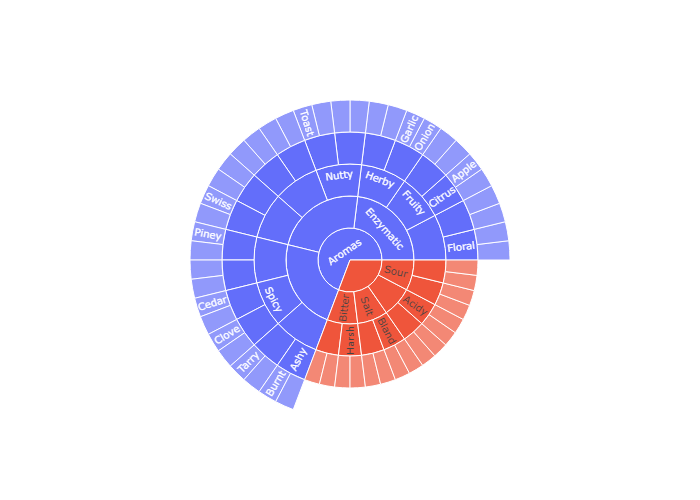 Toast
Garlic
Onion
Apple
Nutty
Herby
Fruity
Citrus
Swiss
Enzymatic
Piney
Floral
Aromas
Sour
Spicy
Cedar
Bitter
Salt
Acidy
Clove
Harsh
Bland
Tarry
Burnt
Ashy